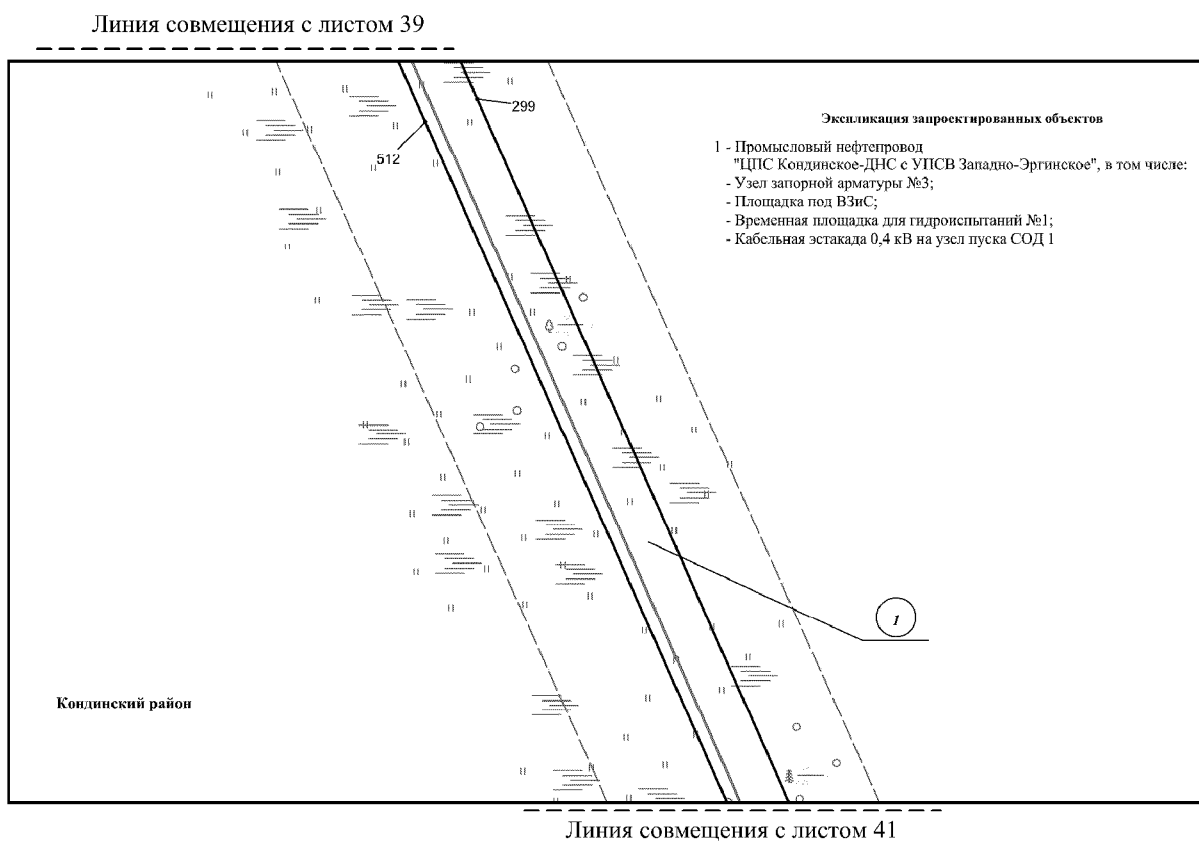 Линия совмещения с листом 39
299
512
Экспликация запроектированных объектов
1 - Промысловый нефтепровод
"ЦПС Кондинское-ДНС с УПСВ Западно-Эргинское", в том числе:
- Узел запорной арматуры №3;
- Площадка под ВЗиС;
- Временная площадка для гидроиспытаний №1;
- Кабельная эстакада 0,4 кВ на узел пуска СОД 1
1
Кондинский район
Линия совмещения с листом 41